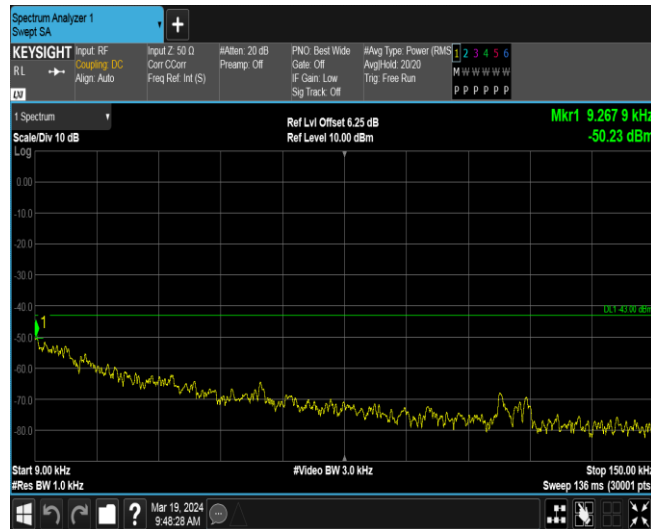 Spectrum Analyzer 1
Swept SA
+
KEYSIGHT
RL
LXI
Input: RF
Coupling: DC
Align: Auto
Input Z: 50 Ω
Corr CCorr
Freq Ref: Int (S)
#Atten: 20 dB
Preamp: Off
PNO: Best Wide
Gate: Off
IF Gain: Low
Sig Track: Off
#Avg Type: Power (RMS
Avg|Hold: 20/20
Trig: Free Run
1 2 3 4 5 6
M W W W W W
P P P P P P
1 Spectrum
Scale/Div 10 dB
Ref Lvl Offset 6.25 dB
Ref Level 10.00 dBm
Mkr1 9.267 9 kHz
-50.23 dBm
Log
0.00
-10.0
-20.0
-30.0
-40.0
DL1 -43.00 dBm
1
-50.0
-60.0
-70.0
-80.0
Start 9.00 kHz
#Res BW 1.0 kHz
#Video BW 3.0 kHz
Stop 150.00 kHz
Sweep 136 ms (30001 pts)
?
Mar 19, 2024
9:48:28 AM